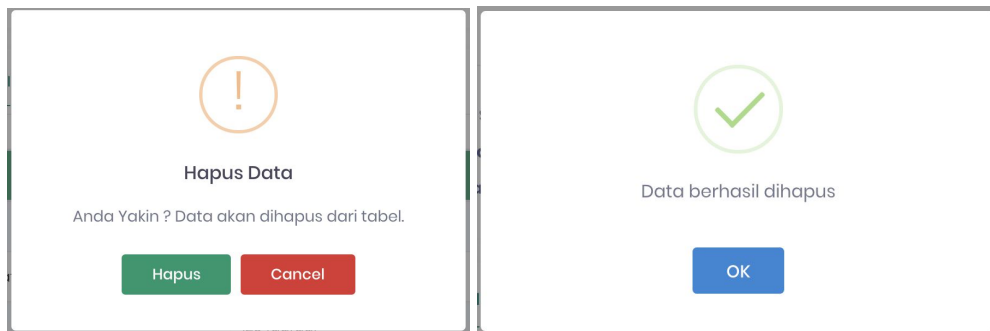 Hapus Data
Anda Yakin ? Data akan dihapus dari tabel.
Hapus
Cancel
Data berhasil dihapus
OK